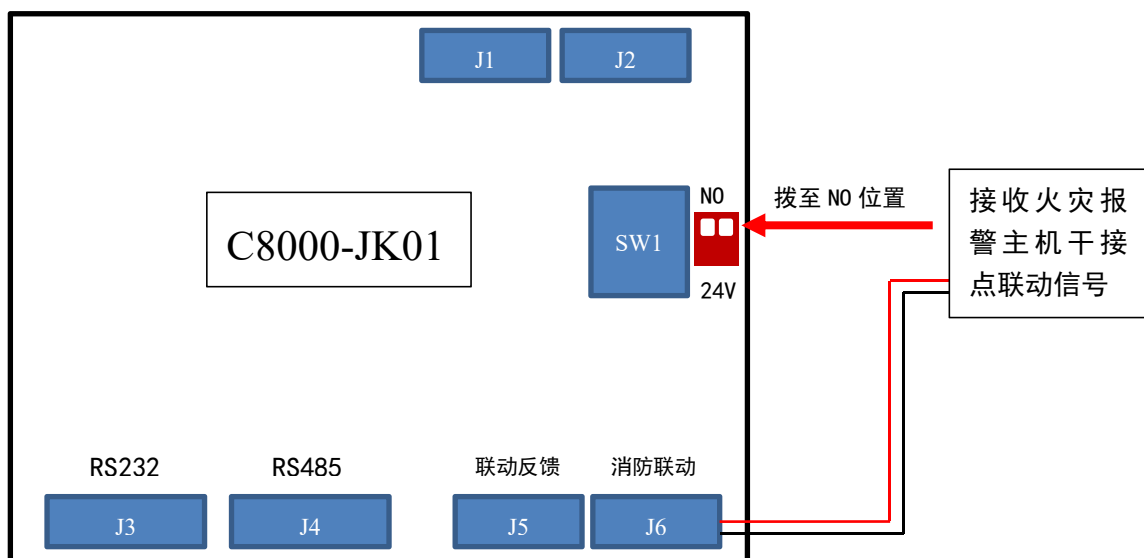 J1
J2
NO
拨至 NO 位置
接收火灾报
警主机干接
点联动信号
C8000-JK01
SW1
24V
RS232
RS485
联动反馈
消防联动
J3
J4
J5
J6